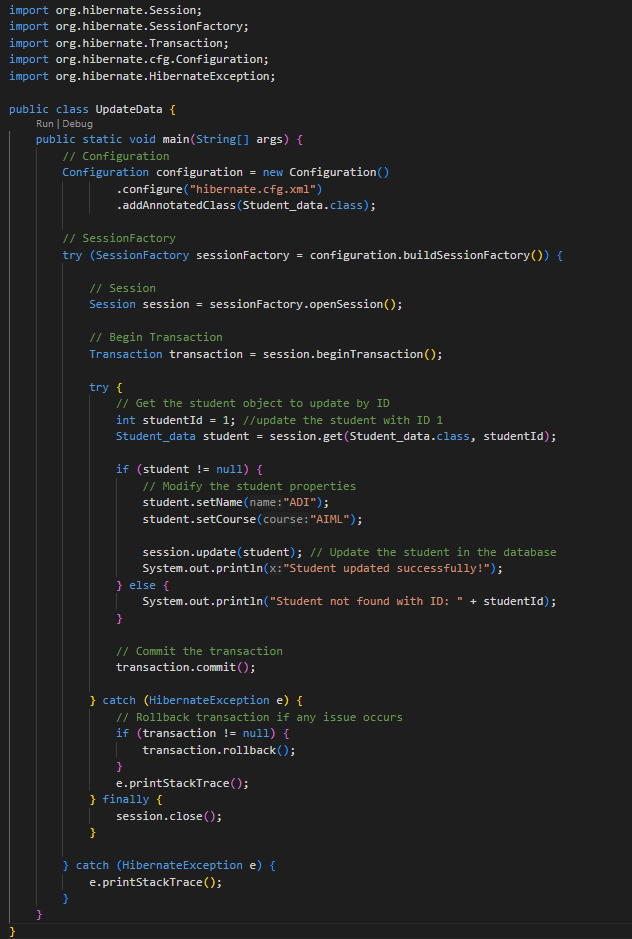 import org.hibernate.Session;
import org.hibernate.SessionFactory;
import org.hibernate.Transaction;
import org.hibernate.cfg.Configuration;
import org.hibernate.HibernateException;

public class UpdateData {
    Run | Debug
    public static void main(String[] args) {
        // Configuration
        Configuration configuration = new Configuration()
                .configure("hibernate.cfg.xml")
                .addAnnotatedClass(Student_data.class);

        // SessionFactory
        try (SessionFactory sessionFactory = configuration.buildSessionFactory()) {

            // Session
            Session session = sessionFactory.openSession();

            // Begin Transaction
            Transaction transaction = session.beginTransaction();

            try {
                // Get the student object to update by ID
                int studentId = 1; //update the student with ID 1
                Student_data student = session.get(Student_data.class, studentId);

                if (student != null) {
                    // Modify the student properties
                    student.setName(name:"ADI");
                    student.setCourse(course:"AIML");

                    session.update(student); // Update the student in the database
                    System.out.println(x:"Student updated successfully!");
                } else {
                    System.out.println("Student not found with ID: " + studentId);
                }

                // Commit the transaction
                transaction.commit();

            } catch (HibernateException e) {
                // Rollback transaction if any issue occurs
                if (transaction != null) {
                    transaction.rollback();
                }
                e.printStackTrace();
            } finally {
                session.close();
            }

        } catch (HibernateException e) {
            e.printStackTrace();
        }
    }
}